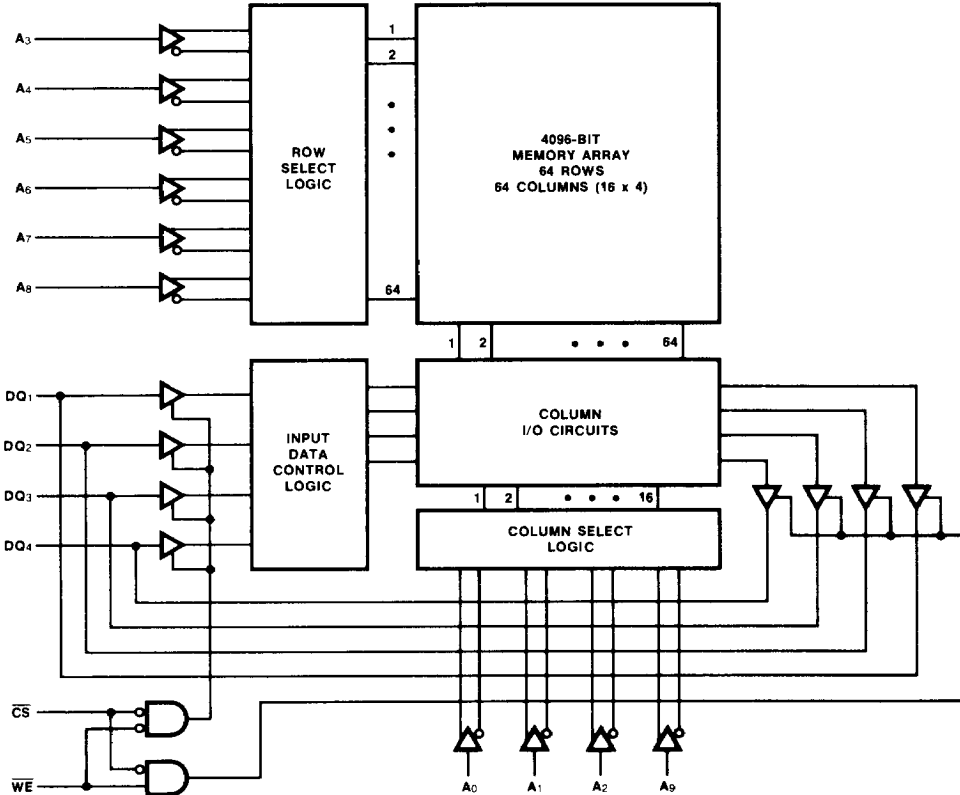 A3
A4
A5
A6
A7
A8
ROW
SELECT
LOGIC
1
2
64
4096-BIT
MEMORY ARRAY
64 ROWS
64 COLUMNS (16 x 4)
1 2 64
DQ1
DQ2
DQ3
DQ4
INPUT
DATA
CONTROL
LOGIC
COLUMN
I/O CIRCUITS
1 2 16
COLUMN SELECT
LOGIC
CS
WE
A0 A1 A2 A9